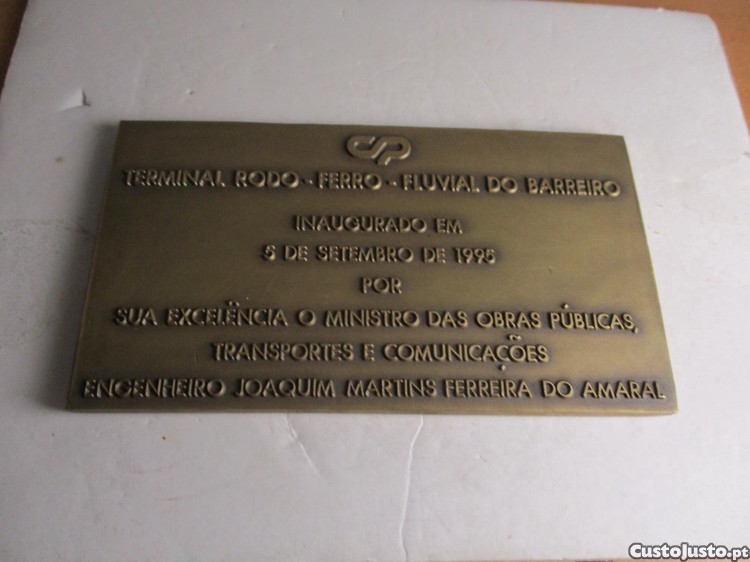 CP
TERMINAL RODO - FERRO - FLUVIAL DO BARREIRO
INAUGURADO EM
5 DE SETEMBRO DE 1995
POR
SUA EXCELÊNCIA O MINISTRO DAS OBRAS PÚBLICAS,
TRANSPORTES E COMUNICAÇÕES
ENGENHEIRO JOAQUIM MARTINS FERREIRA DO AMARAL
CustoJusto.pt